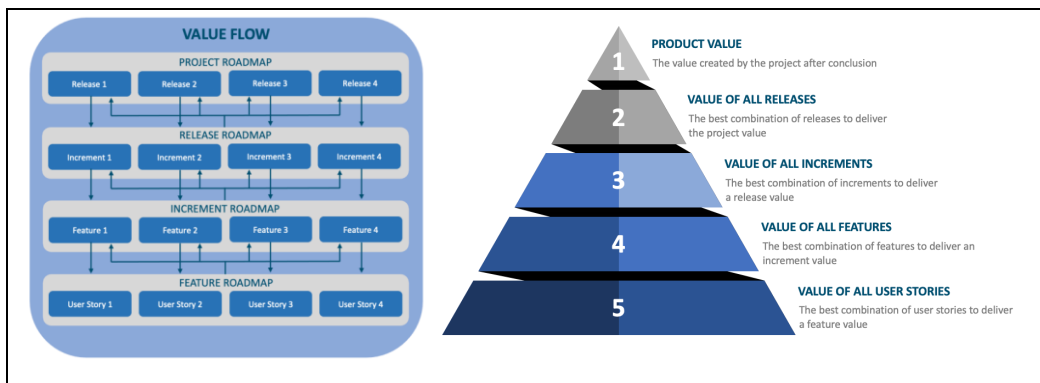 VALUE FLOW
PROJECT ROADMAP
Release 1
Release 2
Release 3
Release 4
RELEASE ROADMAP
Increment 1
Increment 2
Increment 3
Increment 4
INCREMENT ROADMAP
Feature 1
Feature 2
Feature 3
Feature 4
FEATURE ROADMAP
User Story 1
User Story 2
User Story 3
User Story 4
1
PRODUCT VALUE
The value created by the project after conclusion
2
VALUE OF ALL RELEASES
The best combination of releases to deliver
the project value
3
VALUE OF ALL INCREMENTS
The best combination of increments to deliver
a release value
4
VALUE OF ALL FEATURES
The best combination of features to deliver an
increment value
5
VALUE OF ALL USER STORIES
The best combination of user stories to deliver
a feature value